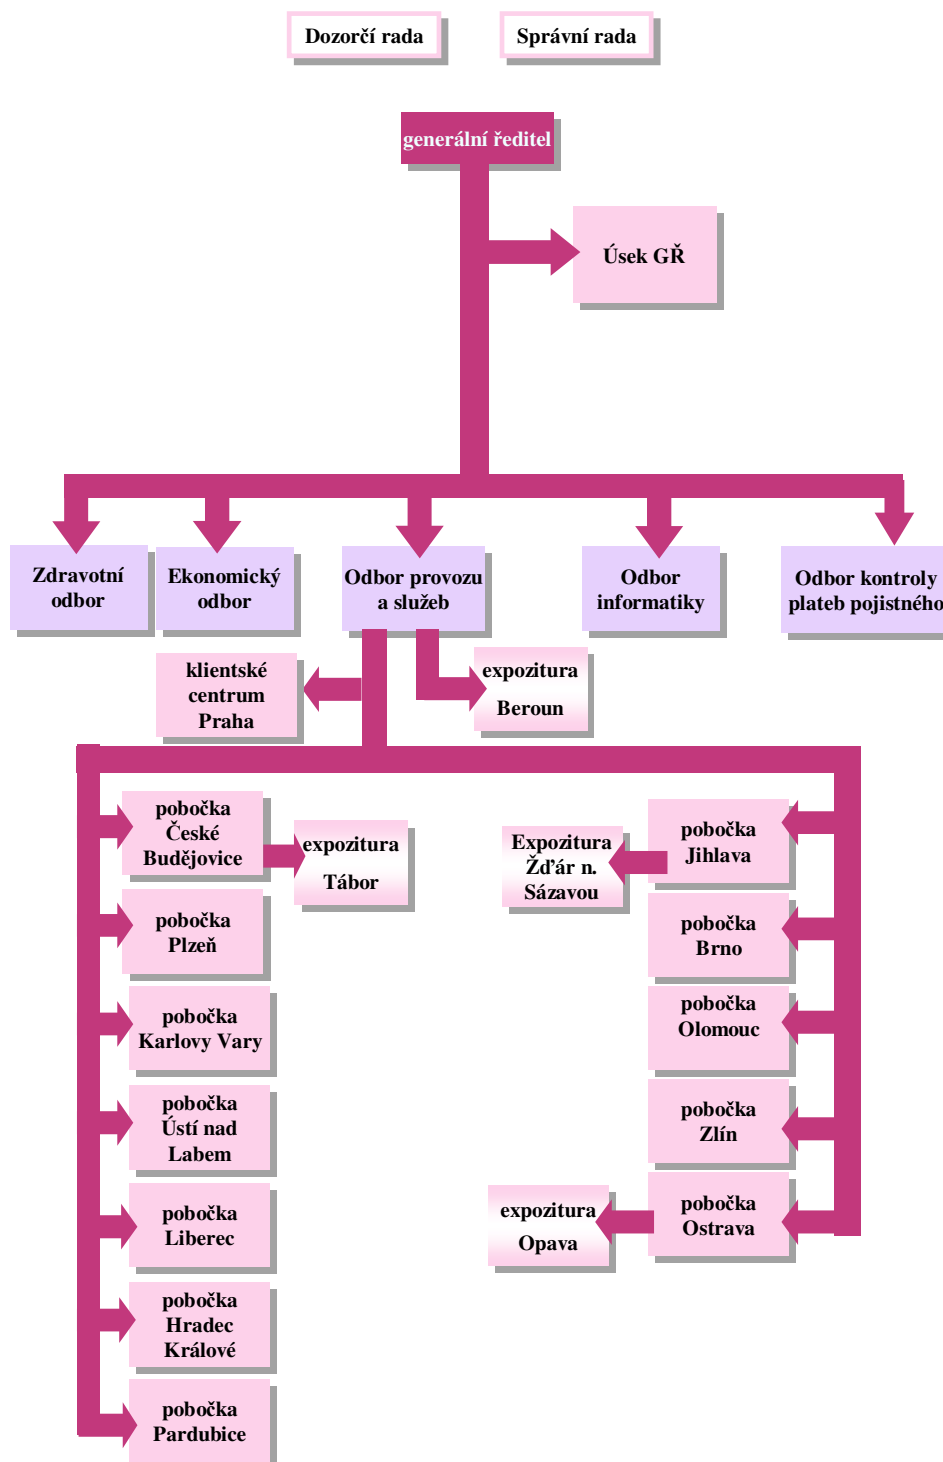 Dozorčí rada
Správní rada
generální ředitel
Úsek GŘ
Zdravotní
odbor
Ekonomický
odbor
Odbor provozu
a služeb
Odbor
informatiky
Odbor kontroly
plateb pojistného
klientské
centrum
Praha
expozitura
Beroun
pobočka
České
Budějovice
expozitura
Tábor
Expozitura
Žďár n.
Sázavou
pobočka
Jihlava
pobočka
Plzeň
pobočka
Brno
pobočka
Karlovy Vary
pobočka
Olomouc
pobočka
Ústí nad
Labem
pobočka
Zlín
pobočka
Liberec
expozitura
Opava
pobočka
Ostrava
pobočka
Hradec
Králové
pobočka
Pardubice